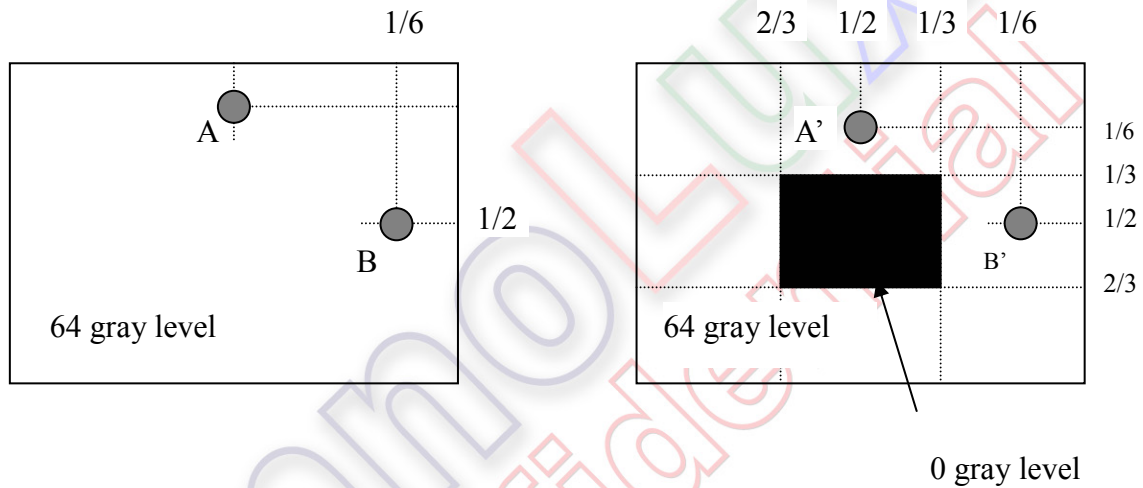 1/6
2/3 1/2 1/3 1/6
A
A’
1/6
1/3
1/2
1/2
B
B’
2/3
64 gray level
64 gray level
0 gray level